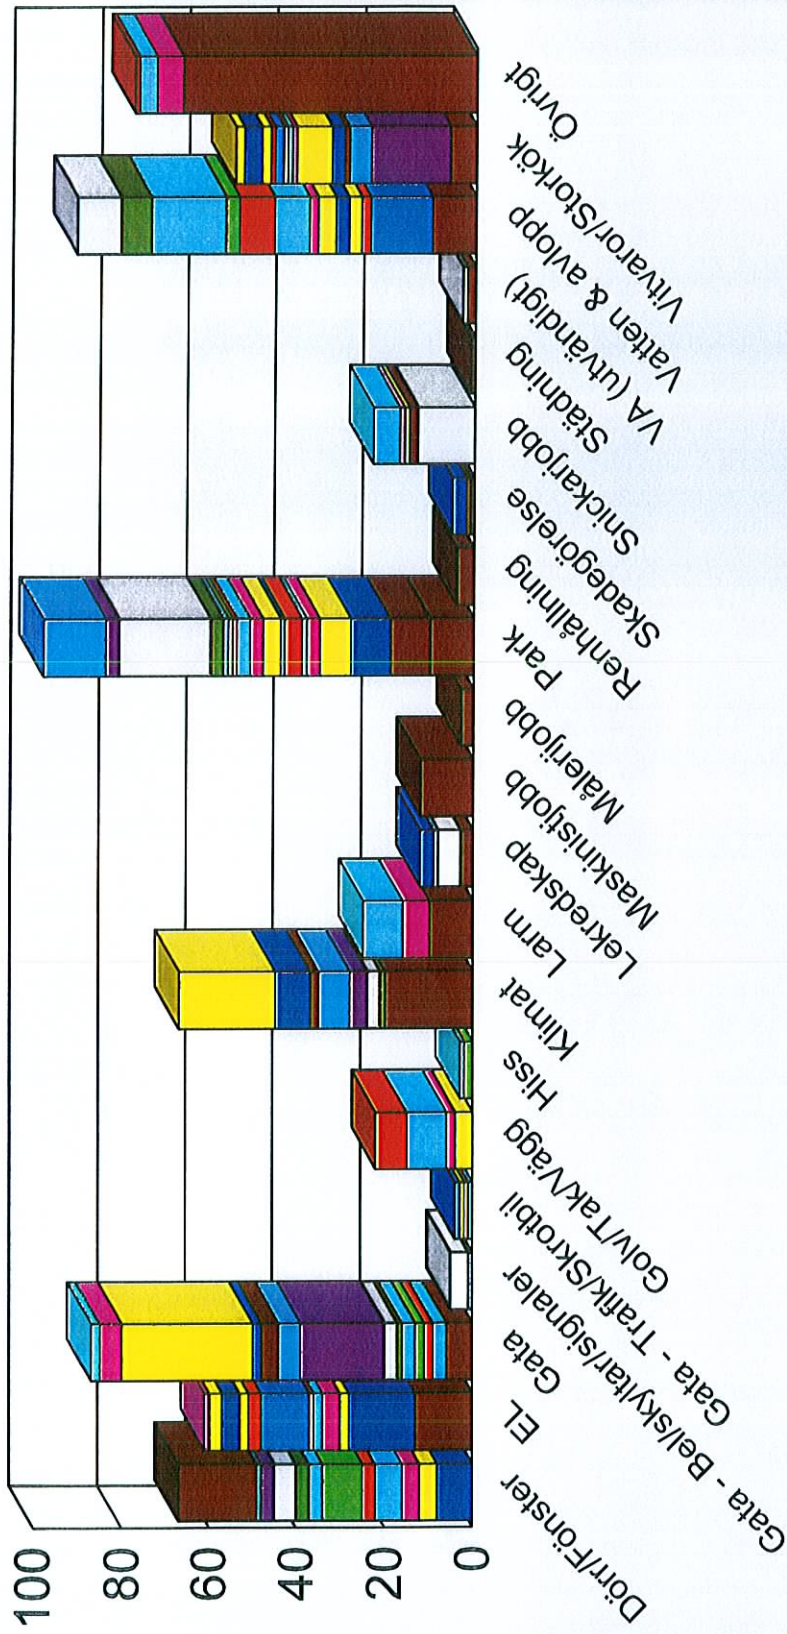 100
80
60
40
20
0
Dörr/Fönster
EL
Gata
Gata - Bel/skyltar/signaler
Gata - Trafik/Skrotbil
Golv/Tak/Vägg
Hiss
Klimat
Larm
Lekredskap
Maskinistjobb
Målerijobb
Park
Renhållning
Skadegörelse
Snickarjobb
Städning
VA (utvändigt)
Vatten & avlopp
Vitvaror/Storkök
Övrigt